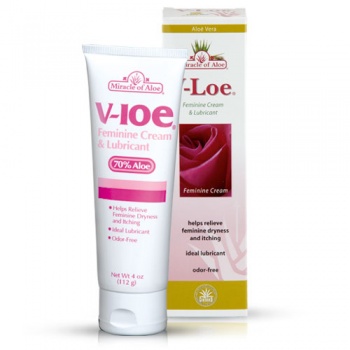 Miracle of Aloe
V-loe®
Feminine Cream
& Lubricant
70% Aloe
• Helps Relieve
Feminine Dryness
and Itching
• Ideal Lubricant
• Odor-Free
Net Wt 4 oz
(112 g)
Aloe Vera
Miracle of Aloe
V-Loe®
Feminine Cream
& Lubricant
Feminine Cream
helps relieve
feminine dryness
and itching
ideal lubricant
odor-free